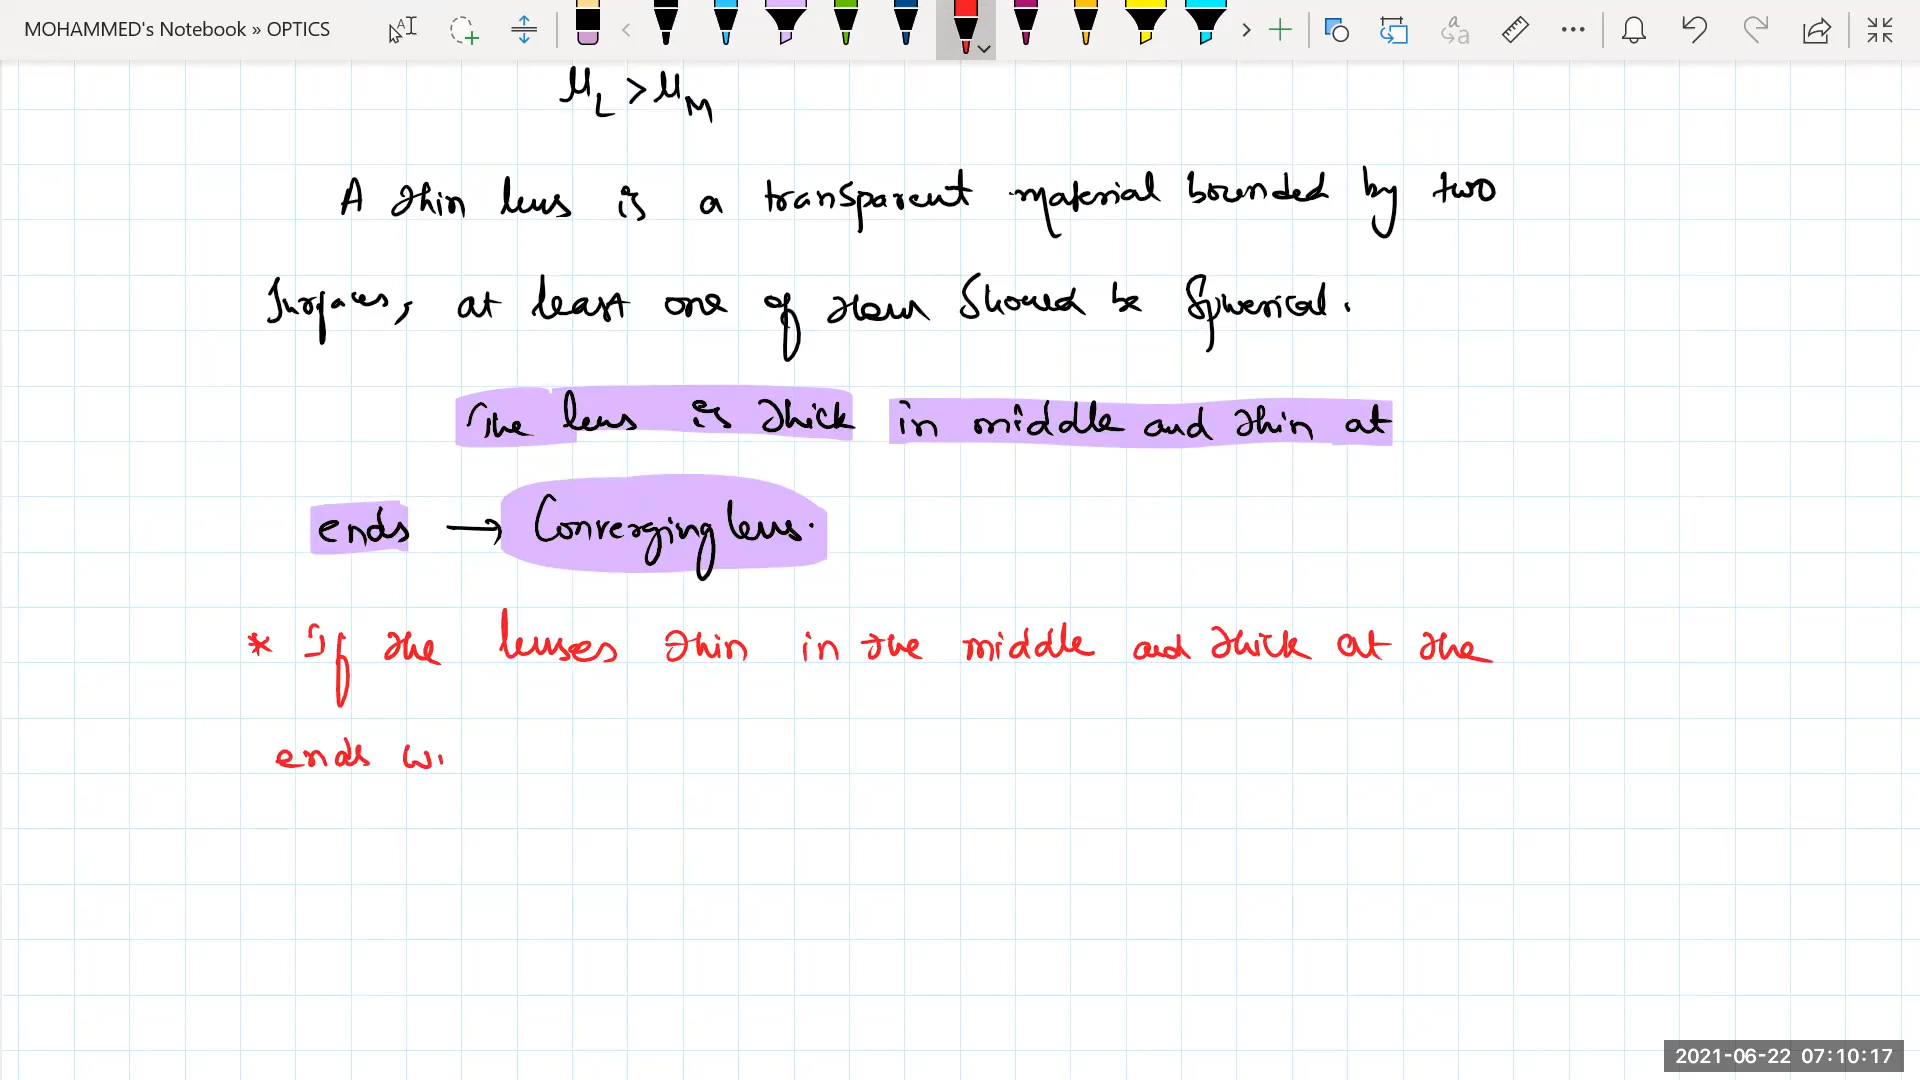 MOHAMMED's Notebook » OPTICS
μL > μM
A thin lens is a transparent material bounded by two
Surfaces, at least one of them Should be Spherical.
The lens is thick in middle and thin at
ends → Converging lens.
* If the lenses thin in the middle and thick at the
ends w
2021-06-22 07:10:17